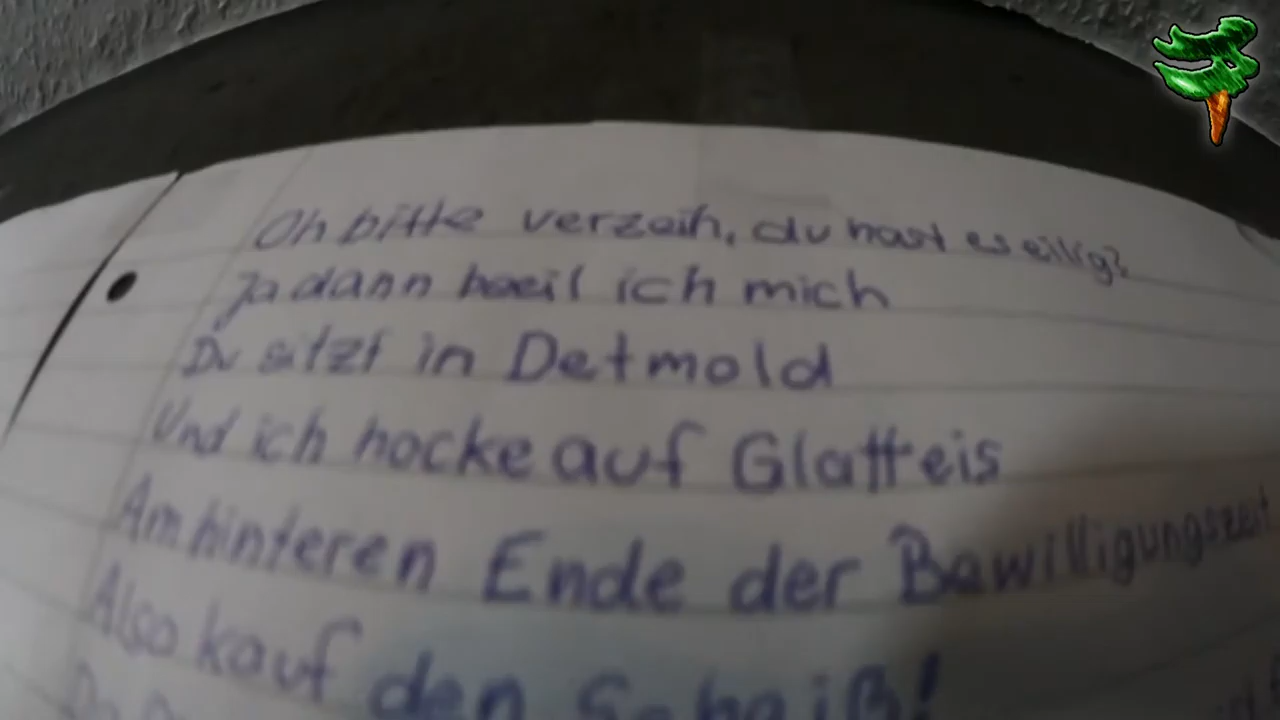 Oh bitte verzeih, du hast es eilig?
Ja dann beeil ich mich
Du sitzt in Detmold
Und ich hocke auf Glatteis
Am hinteren Ende der Bewilligungszeit
Also kauf den Scheiß!